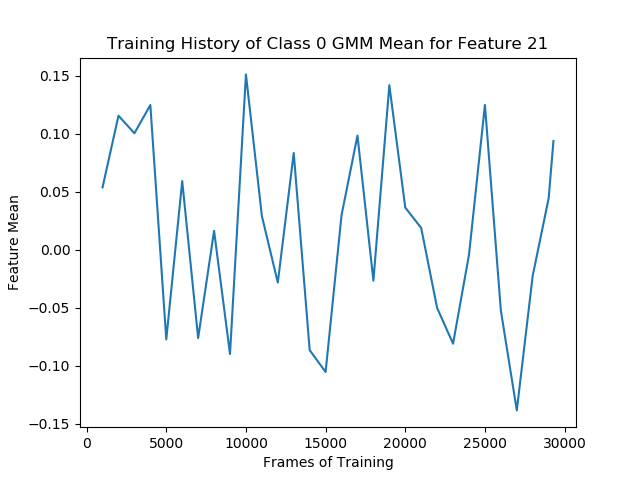 Training History of Class 0 GMM Mean for Feature 21
0.15
0.10
0.05
0.00
−0.05
−0.10
−0.15
Feature Mean
0 5000 10000 15000 20000 25000 30000
Frames of Training